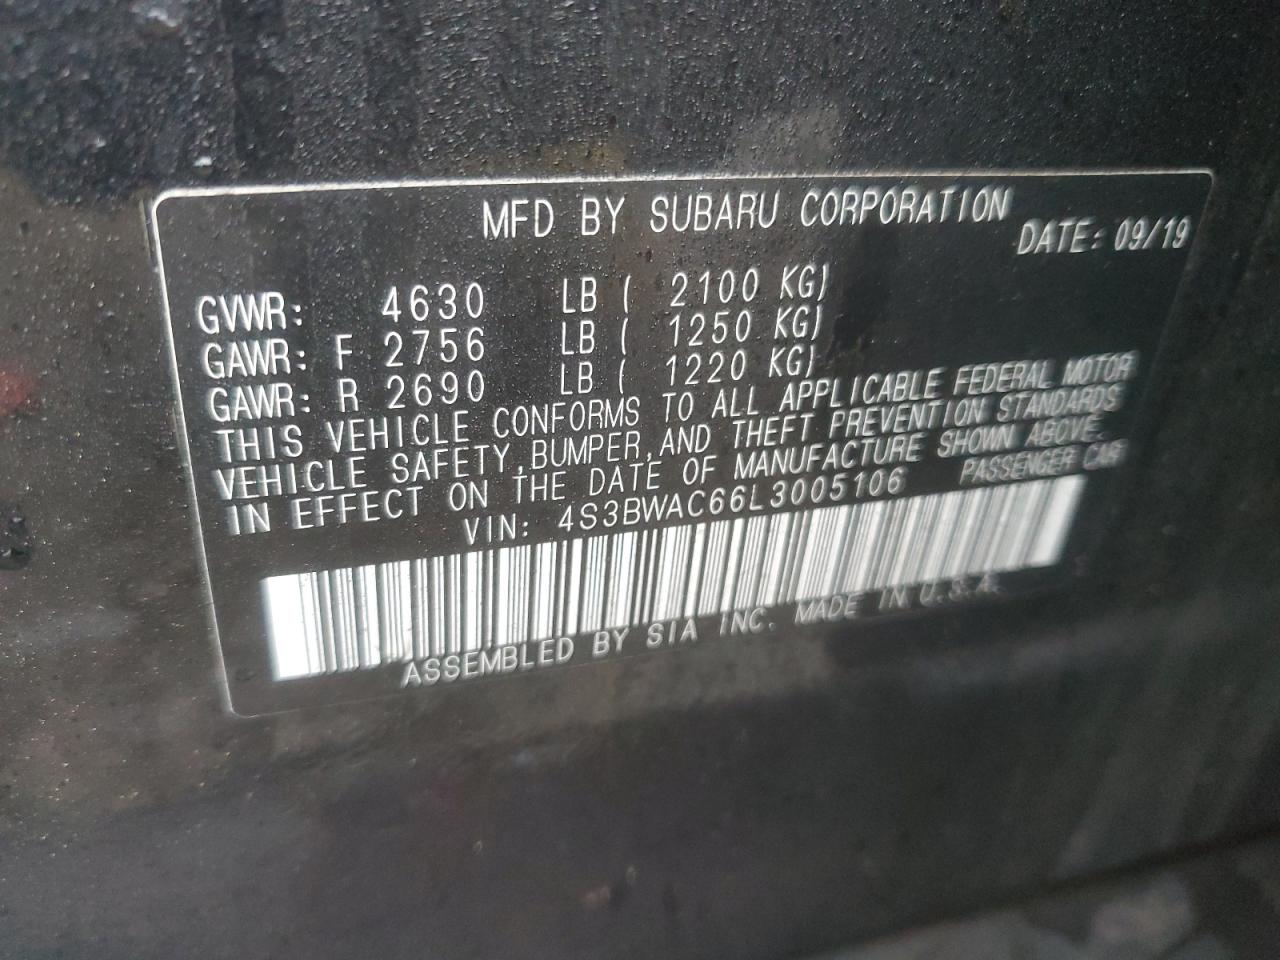 MFD BY SUBARU CORPORATION
DATE: 09/19
GVWR: 4630 LB ( 2100 KG)
GAWR: F 2756 LB ( 1250 KG)
GAWR: R 2690 LB ( 1220 KG)
THIS VEHICLE CONFORMS TO ALL APPLICABLE FEDERAL MOTOR
VEHICLE SAFETY, BUMPER, AND THEFT PREVENTION STANDARDS
IN EFFECT ON THE DATE OF MANUFACTURE SHOWN ABOVE.
VIN: 4S3BWAC66L3005106 PASSENGER CAR
ASSEMBLED BY SIA INC. MADE IN U.S.A.